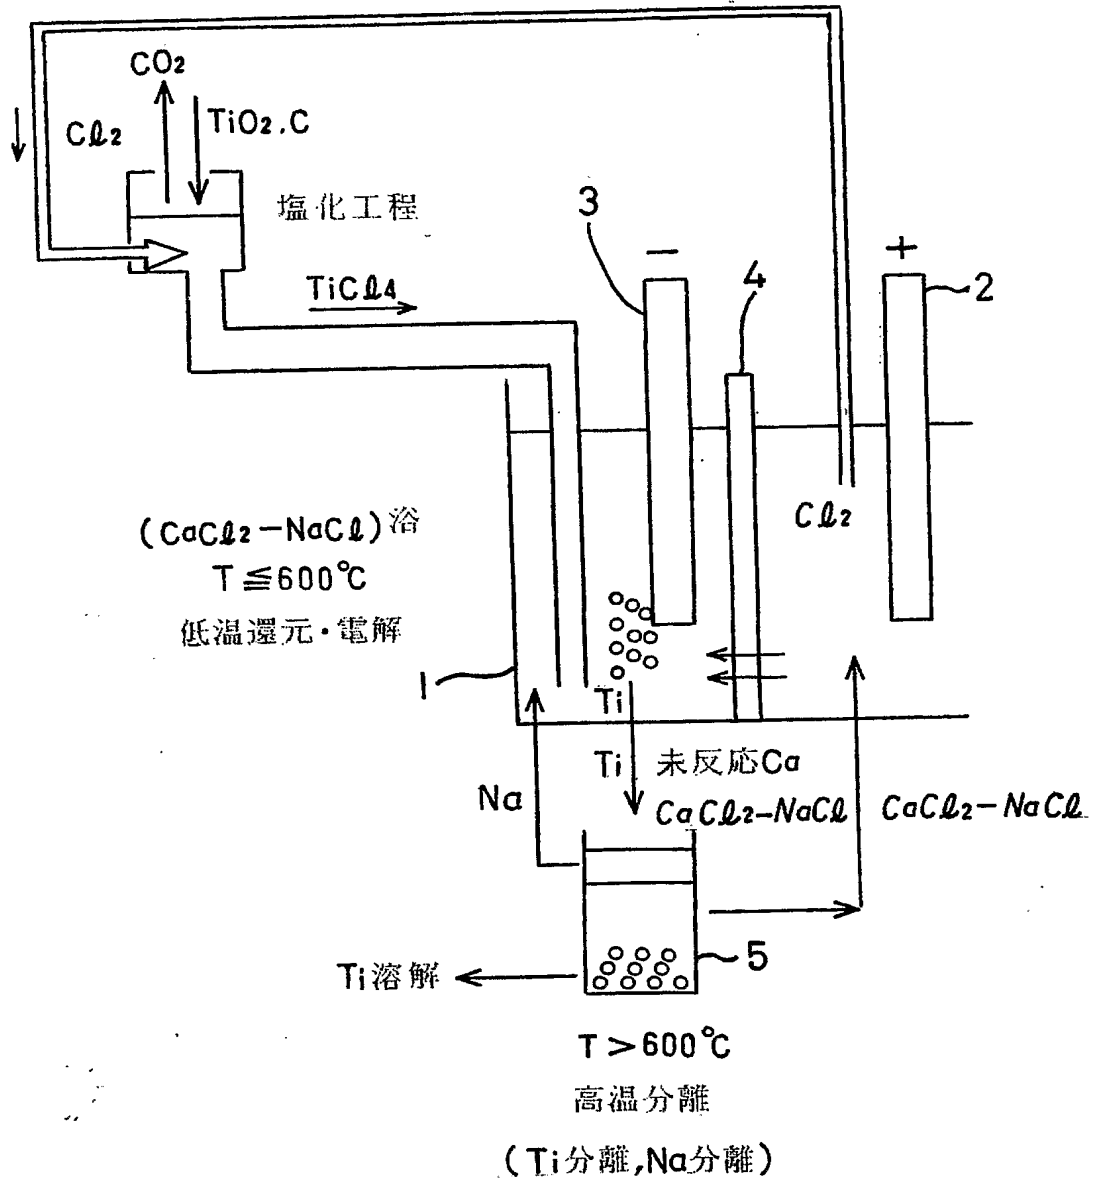 CO2
Cl2
TiO2.C
塩化工程
3
−
+
TiCl4
4
2
Cl2
(CaCl2−NaCl)浴
T≦600℃
低温還元・電解
1
Ti
Na
Ti 未反応Ca
CaCl2−NaCl
CaCl2−NaCl
5
Ti溶解
T>600℃
高温分離
(Ti分離,Na分離)